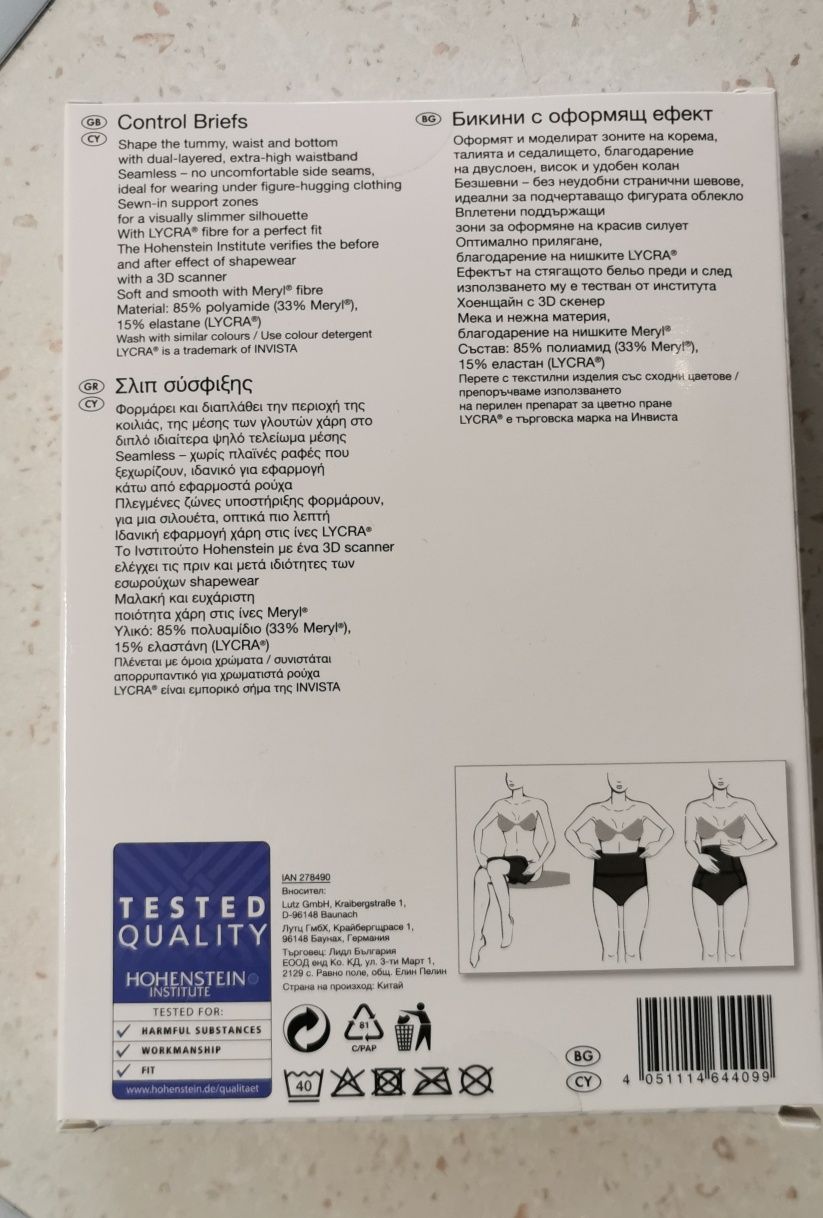 GB Control Briefs
CY
Shape the tummy, waist and bottom
with dual-layered, extra-high waistband
Seamless – no uncomfortable side seams,
ideal for wearing under figure-hugging clothing
Sewn-in support zones
for a visually slimmer silhouette
With LYCRA® fibre for a perfect fit
The Hohenstein Institute verifies the before
and after effect of shapewear
with a 3D scanner
Soft and smooth with Meryl® fibre
Material: 85% polyamide (33% Meryl®),
15% elastane (LYCRA®)
Wash with similar colours / Use colour detergent
LYCRA® is a trademark of INVISTA
GR Σλιπ σύσφιξης
CY
Φορμάρει και διαπλάθει την περιοχή της
κοιλιάς, της μέσης των γλουτών χάρη στο
διπλό ιδιαίτερα ψηλό τελείωμα μέσης
Seamless – χωρίς πλαϊνές ραφές που
ξεχωρίζουν, ιδανικό για εφαρμογή
κάτω από εφαρμοστά ρούχα
Πλεγμένες ζώνες υποστήριξης φορμάρουν,
για μια σιλουέτα, οπτικά πιο λεπτή
Ιδανική εφαρμογή χάρη στις ίνες LYCRA®
Το Ινστιτούτο Hohenstein με ένα 3D scanner
ελέγχει τις πριν και μετά ιδιότητες των
εσωρούχων shapewear
Μαλακή και ευχάριστη
ποιότητα χάρη στις ίνες Meryl®
Υλικό: 85% πολυαμίδιο (33% Meryl®),
15% ελαστάνη (LYCRA®)
Πλένεται με όμοια χρώματα / συνιστάται
απορρυπαντικό για χρωματιστά ρούχα
LYCRA® είναι εμπορικό σήμα της INVISTA
BG Бикини с оформящ ефект
Оформят и моделират зоните на корема,
талията и седалището, благодарение
на двуслоен, висок и удобен колан
Безшевни – без неудобни странични шевове,
идеални за подчертаващо фигурата облекло
Вплетени поддържащи
зони за оформяне на красив силует
Оптимално прилягане,
благодарение на нишките LYCRA®
Ефектът на стягащото бельо преди и след
използването му е тестван от института
Хоенщайн с 3D скенер
Мека и нежна материя,
благодарение на нишките Meryl®
Състав: 85% полиамид (33% Meryl®),
15% еластан (LYCRA®)
Перете с текстилни изделия със сходни цветове /
препоръчваме използването
на перилен препарат за цветно пране
LYCRA® е търговска марка на Инвиста
TESTED
QUALITY
HOHENSTEIN
INSTITUTE
TESTED FOR:
HARMFUL SUBSTANCES
WORKMANSHIP
FIT
www.hohenstein.de/qualitaet
IAN 278490
Вносител:
Lutz GmbH, Kraibergstraße 1,
D-96148 Baunach
Лутц ГмбХ, Крайбергщрасе 1,
96148 Баунах, Германия
Търговец: Лидл България
ЕООД енд Ко. КД, ул. 3-ти Март 1,
2129 с. Равно поле, общ. Елин Пелин
Страна на произход: Китай
81
C/PAP
40
BG
CY
4 051114 644099